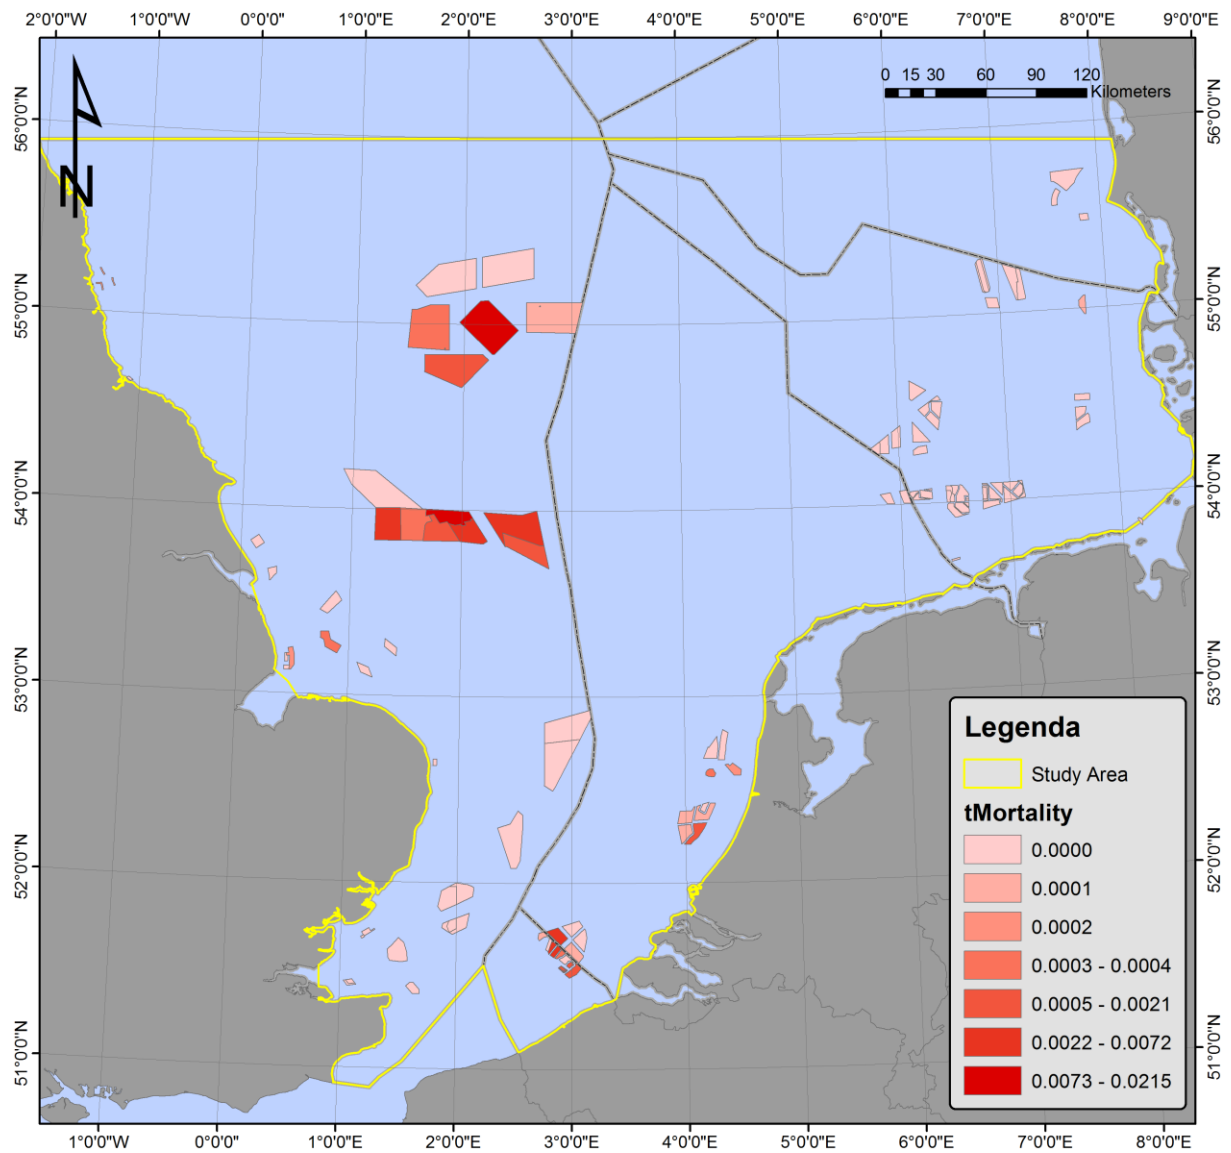 2°0'0"W 1°0'0"W 0°0'0" 1°0'0"E 2°0'0"E 3°0'0"E 4°0'0"E 5°0'0"E 6°0'0"E 7°0'0"E 8°0'0"E 9°0'0"E
0 15 30 60 90 120
Kilometers
N
56°0'0"N
55°0'0"N
54°0'0"N
53°0'0"N
52°0'0"N
51°0'0"N
56°0'0"N
55°0'0"N
54°0'0"N
53°0'0"N
52°0'0"N
51°0'0"N
Legenda
Study Area
tMortality
0.0000
0.0001
0.0002
0.0003 - 0.0004
0.0005 - 0.0021
0.0022 - 0.0072
0.0073 - 0.0215
1°0'0"W 0°0'0" 1°0'0"E 2°0'0"E 3°0'0"E 4°0'0"E 5°0'0"E 6°0'0"E 7°0'0"E 8°0'0"E